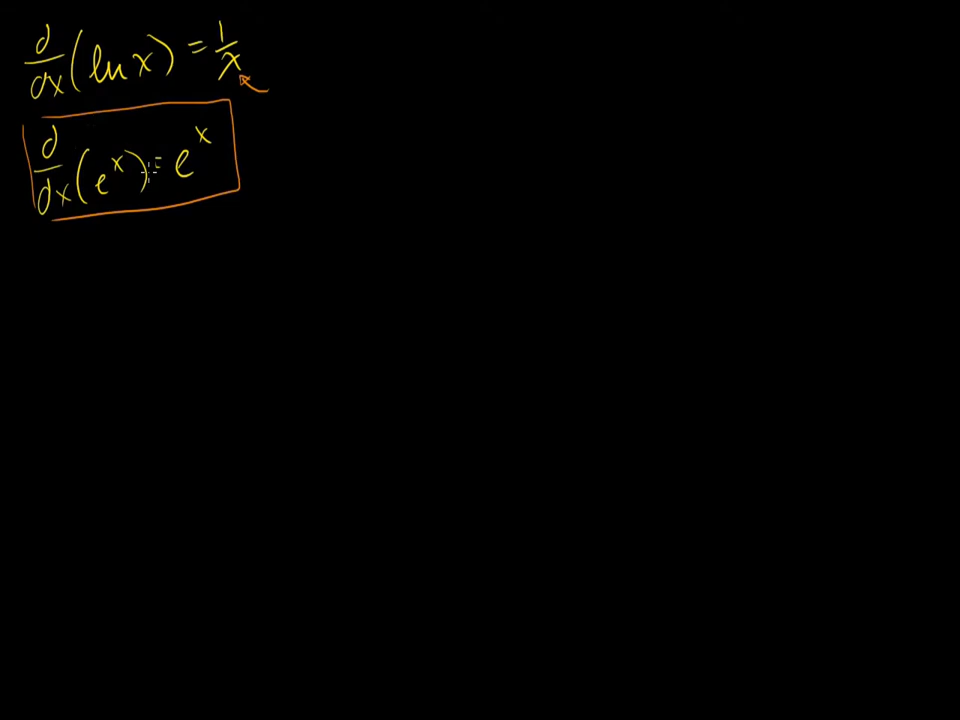 d/dx (ln x) = 1/x
d/dx (e^x) = e^x